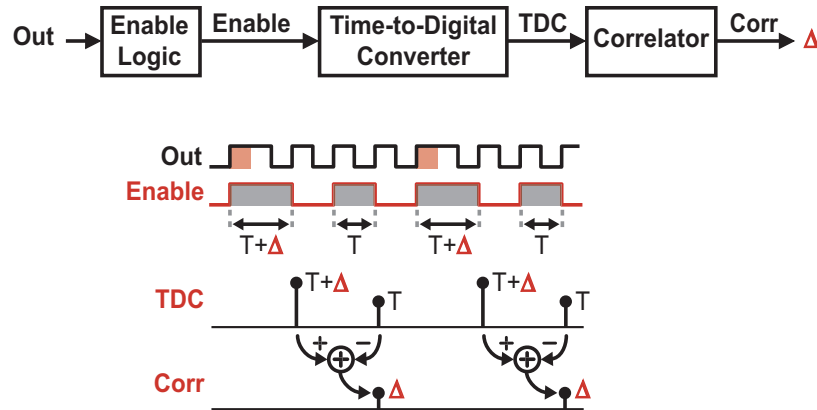 Out
Enable Logic
Enable
Time-to-Digital Converter
TDC
Correlator
Corr
Δ
Out
Enable
T+Δ
T
T+Δ
T
TDC
T+Δ
T
T+Δ
T
+
−
+
+
−
+
Corr
Δ
Δ